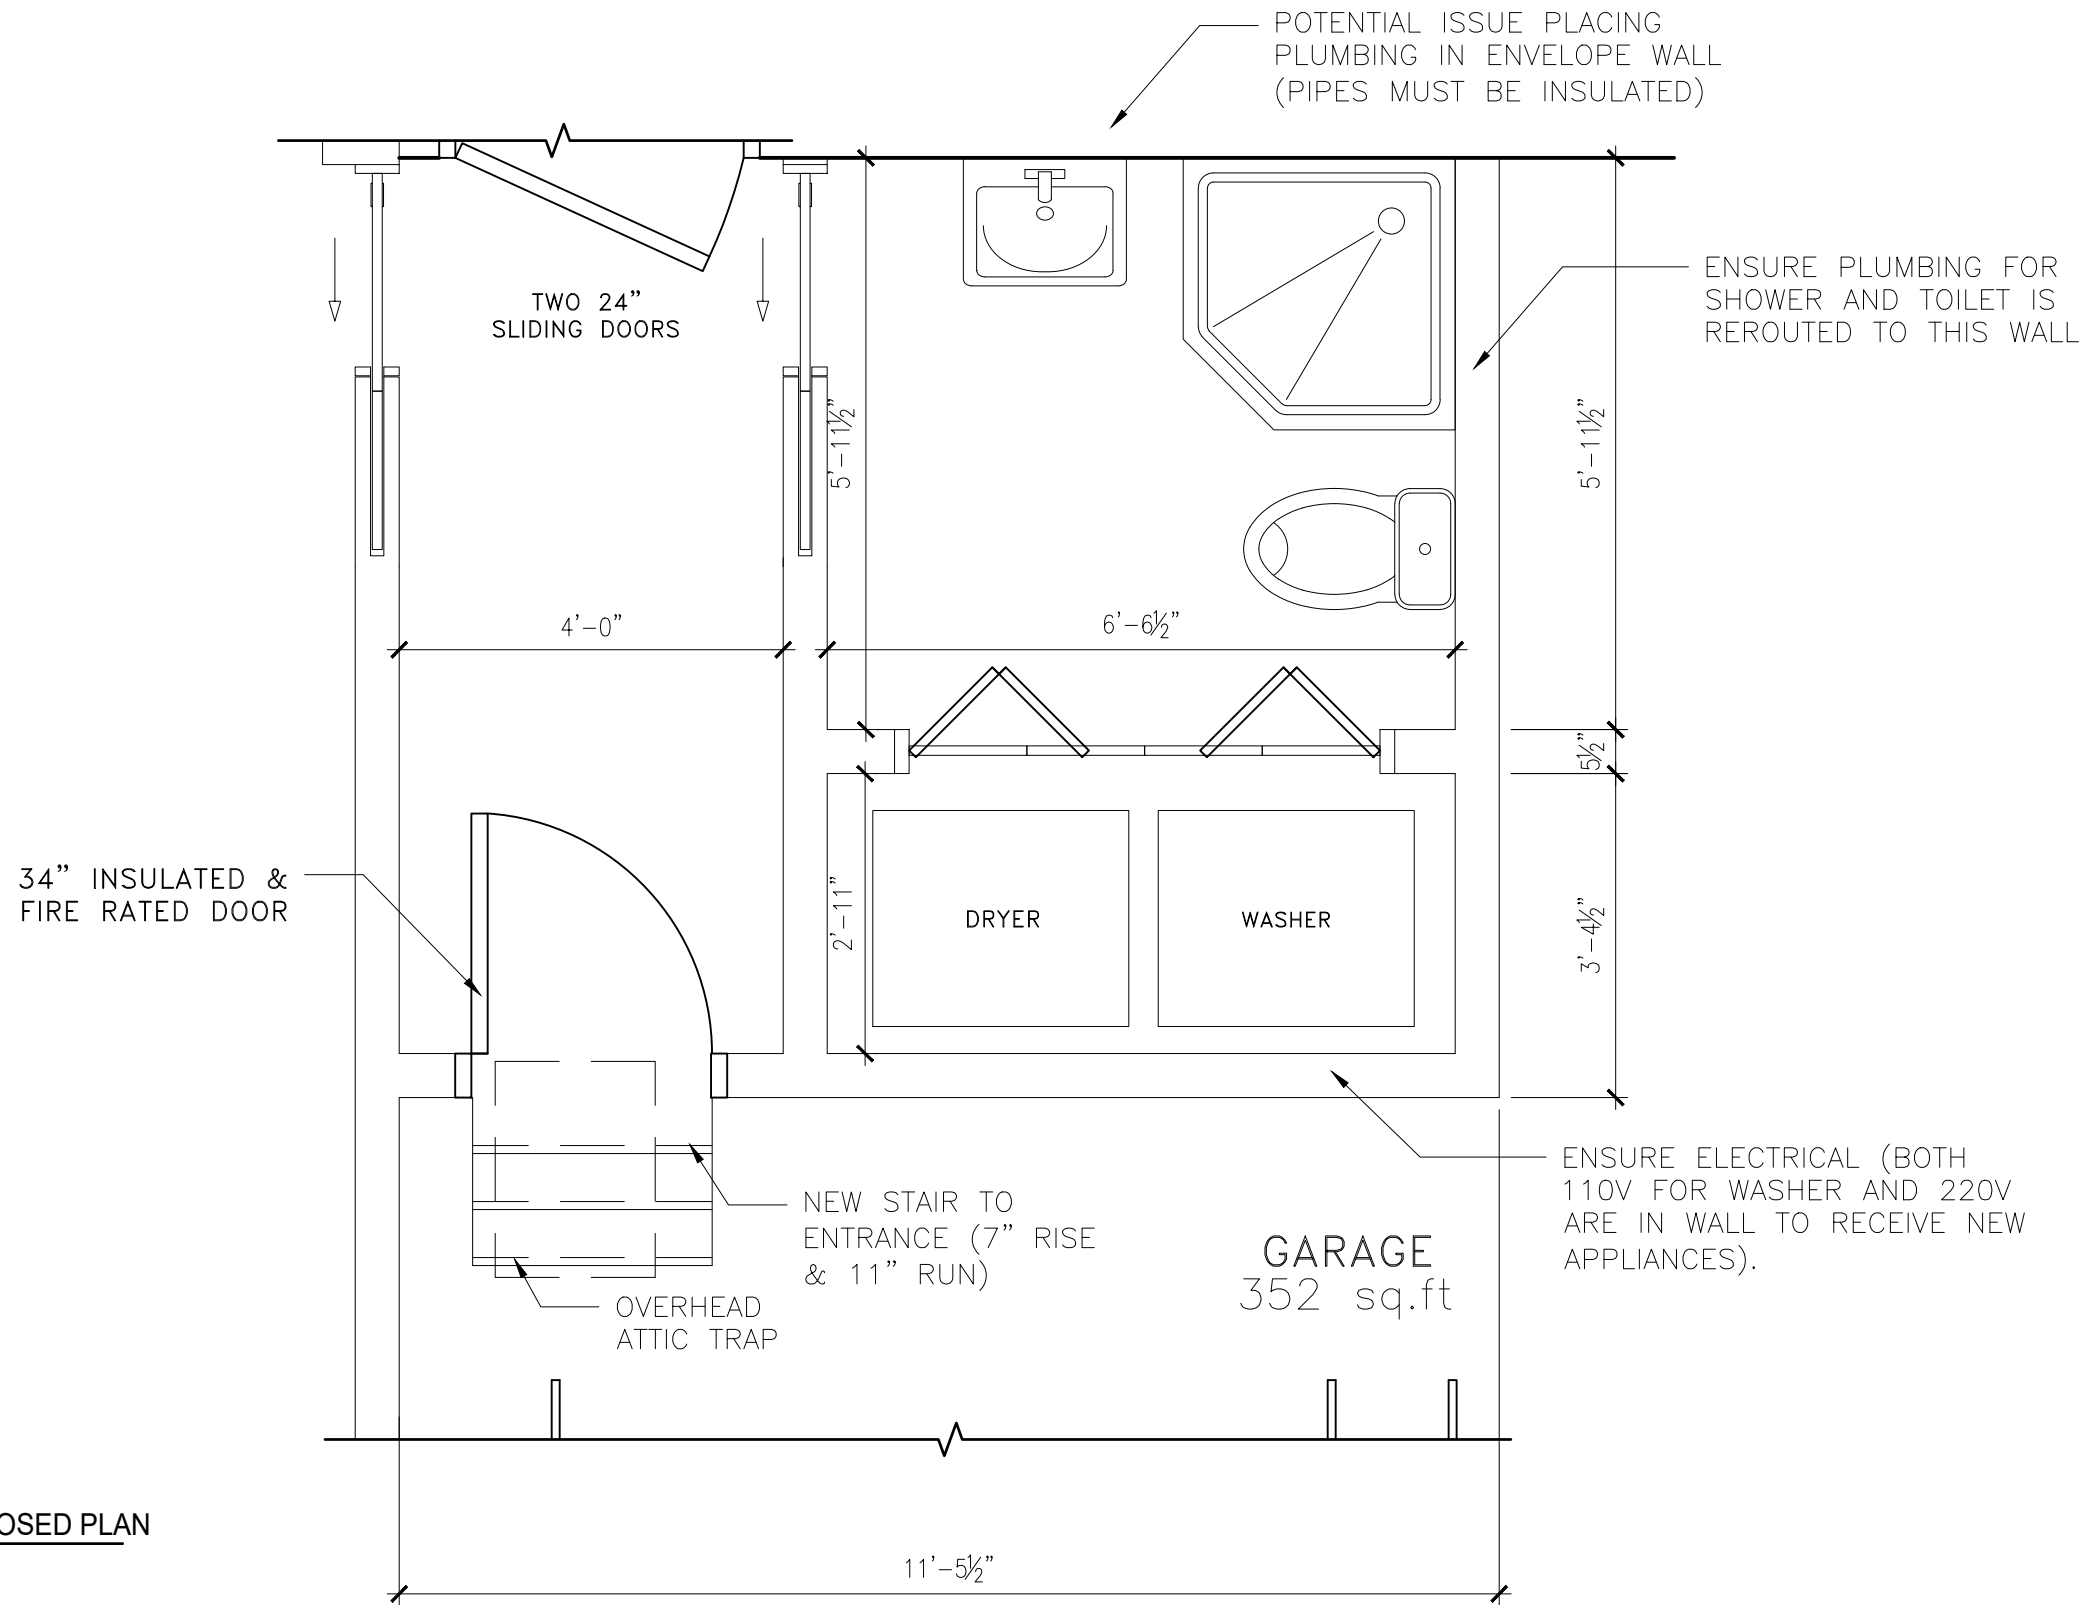 POTENTIAL ISSUE PLACING
PLUMBING IN ENVELOPE WALL
(PIPES MUST BE INSULATED)
ENSURE PLUMBING FOR
SHOWER AND TOILET IS
REROUTED TO THIS WALL
TWO 24”
SLIDING DOORS
5’-11½”
5’-11½”
4’-0”
6’-6½”
5½”
34” INSULATED &
FIRE RATED DOOR
2’-11”
DRYER
WASHER
3’-4½”
ENSURE ELECTRICAL (BOTH
110V FOR WASHER AND 220V
ARE IN WALL TO RECEIVE NEW
APPLIANCES).
NEW STAIR TO
ENTRANCE (7” RISE
& 11” RUN)
GARAGE
352 sq.ft
OVERHEAD
ATTIC TRAP
OSED PLAN
11’-5½”